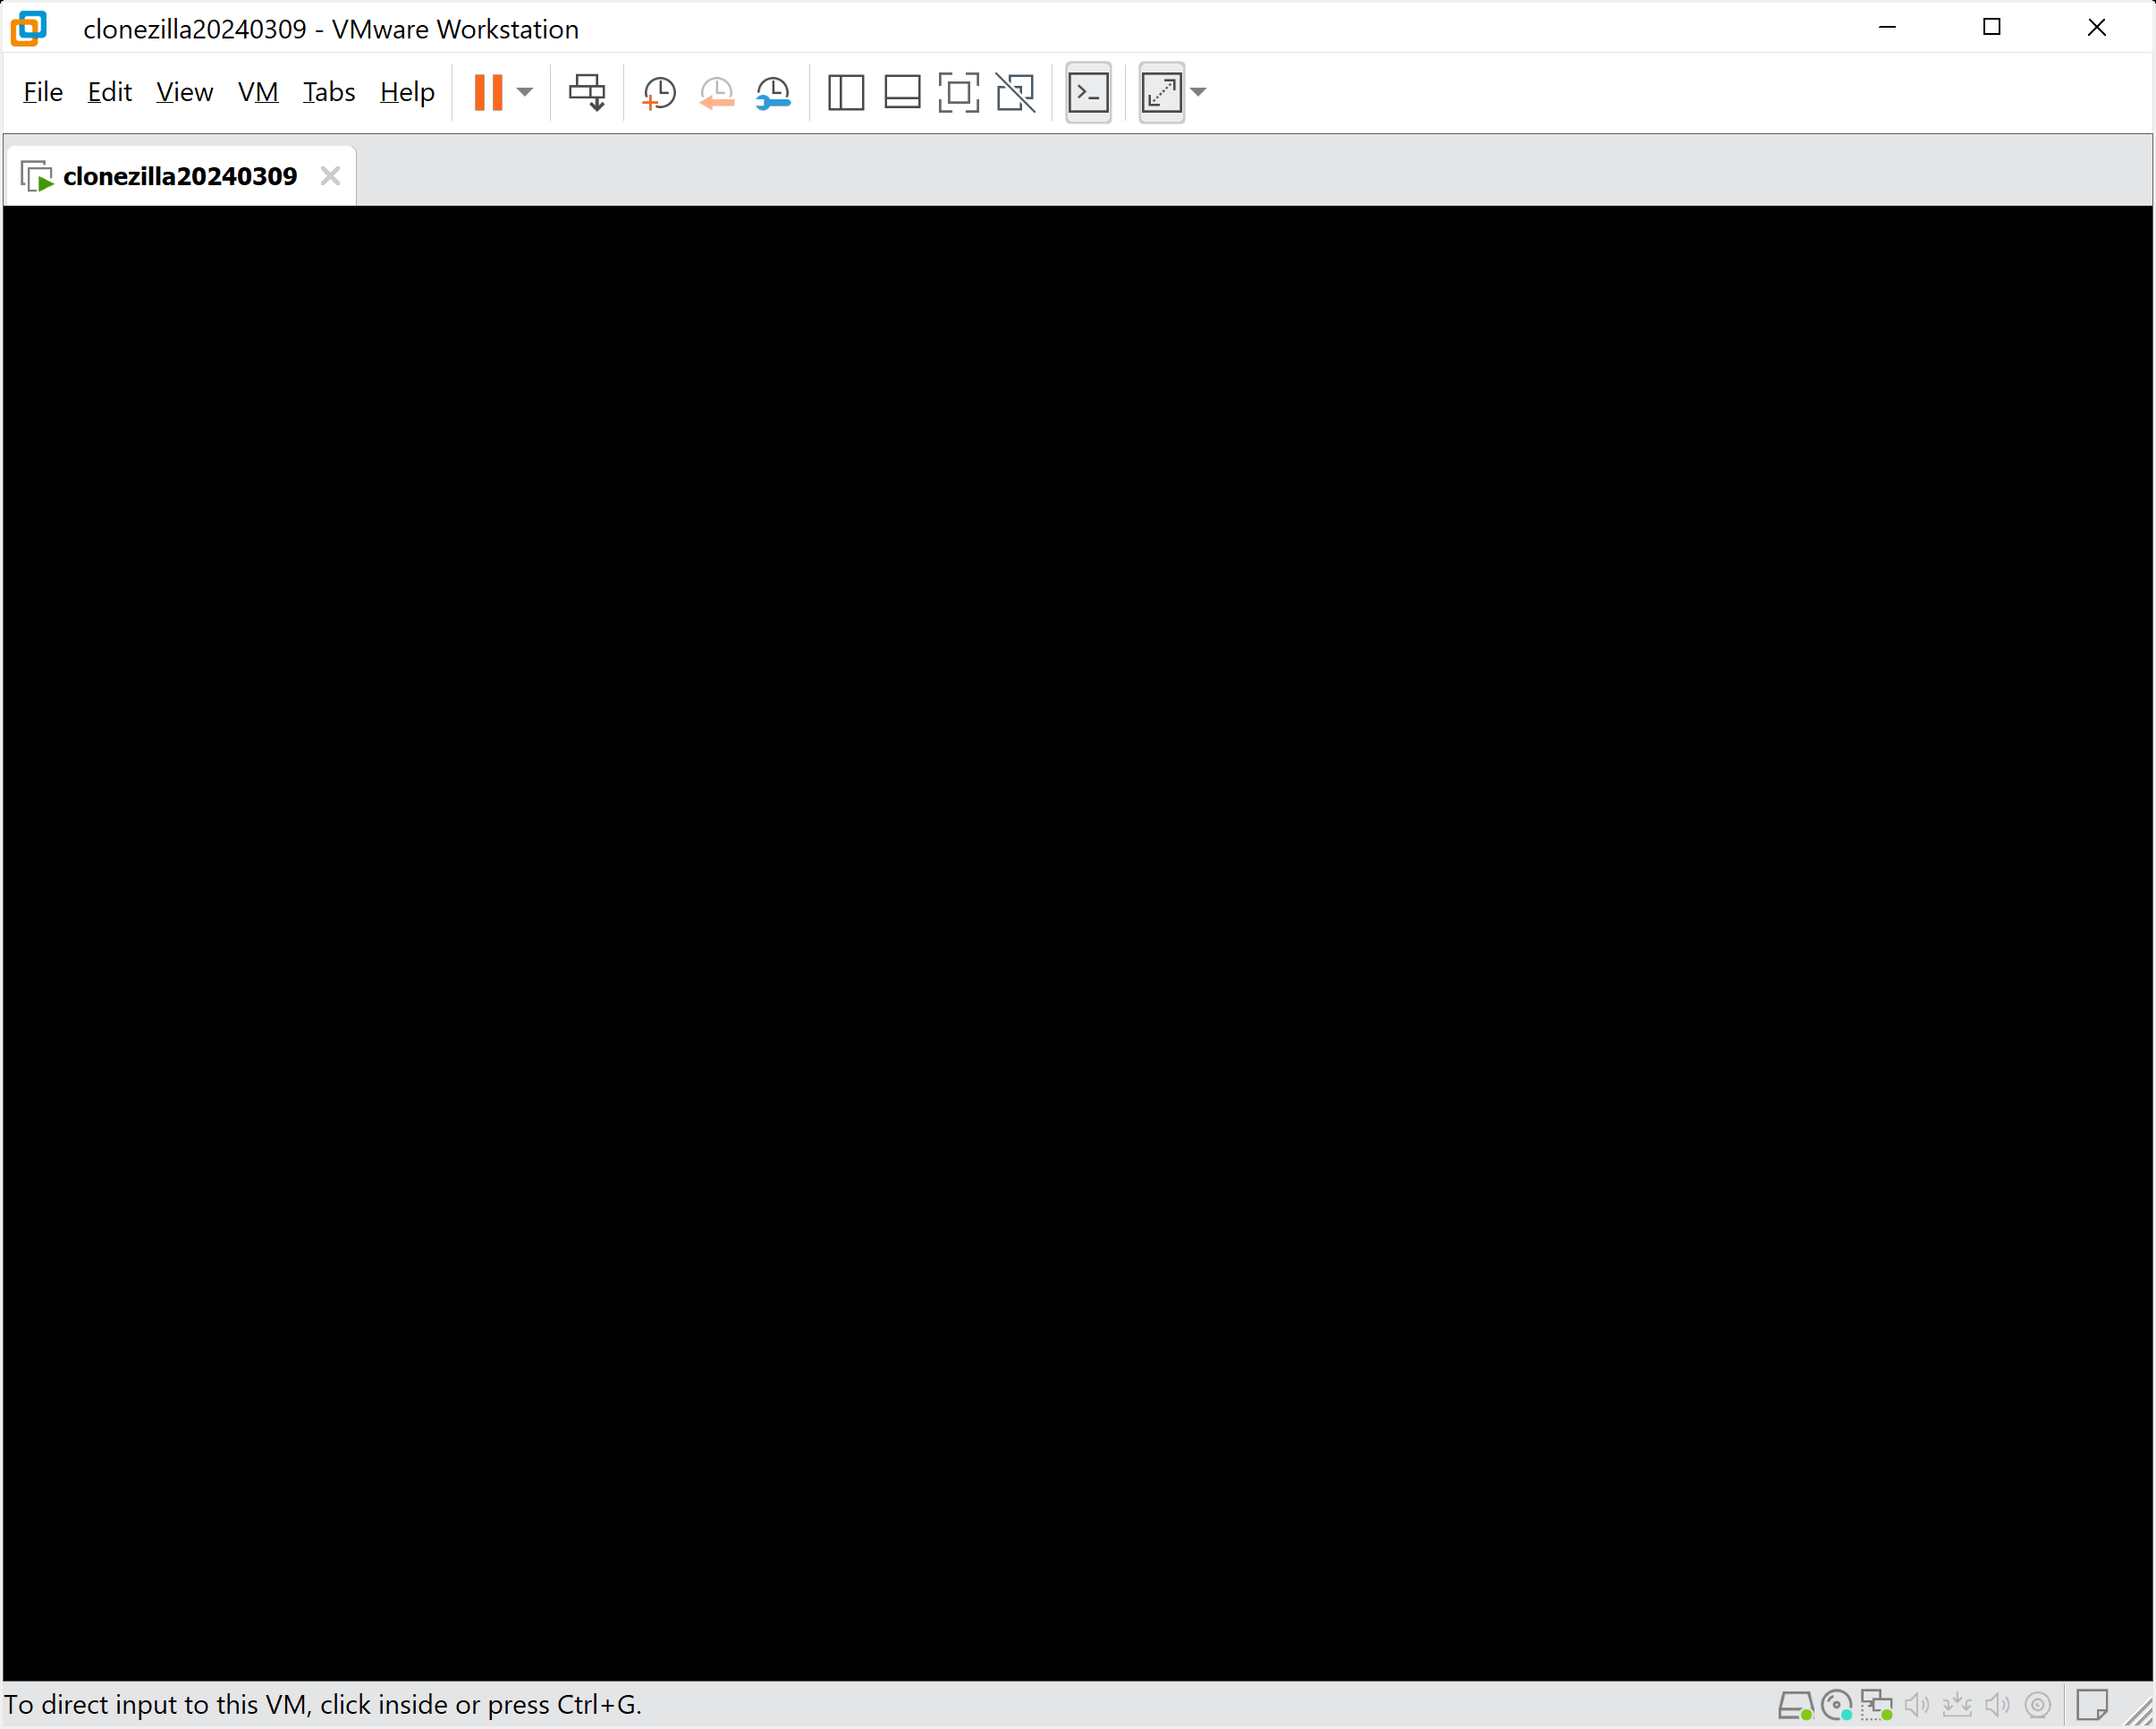 clonezilla20240309 - VMware Workstation
File Edit View VM Tabs Help
clonezilla20240309
To direct input to this VM, click inside or press Ctrl+G.